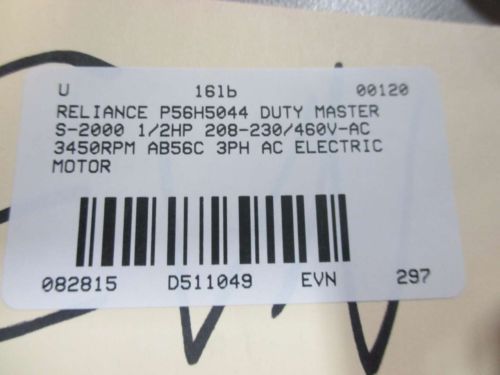 U 16lb 00120
RELIANCE P56H5044 DUTY MASTER
S-2000 1/2HP 208-230/460V-AC
3450RPM AB56C 3PH AC ELECTRIC
MOTOR
082815 D511049 EVN 297